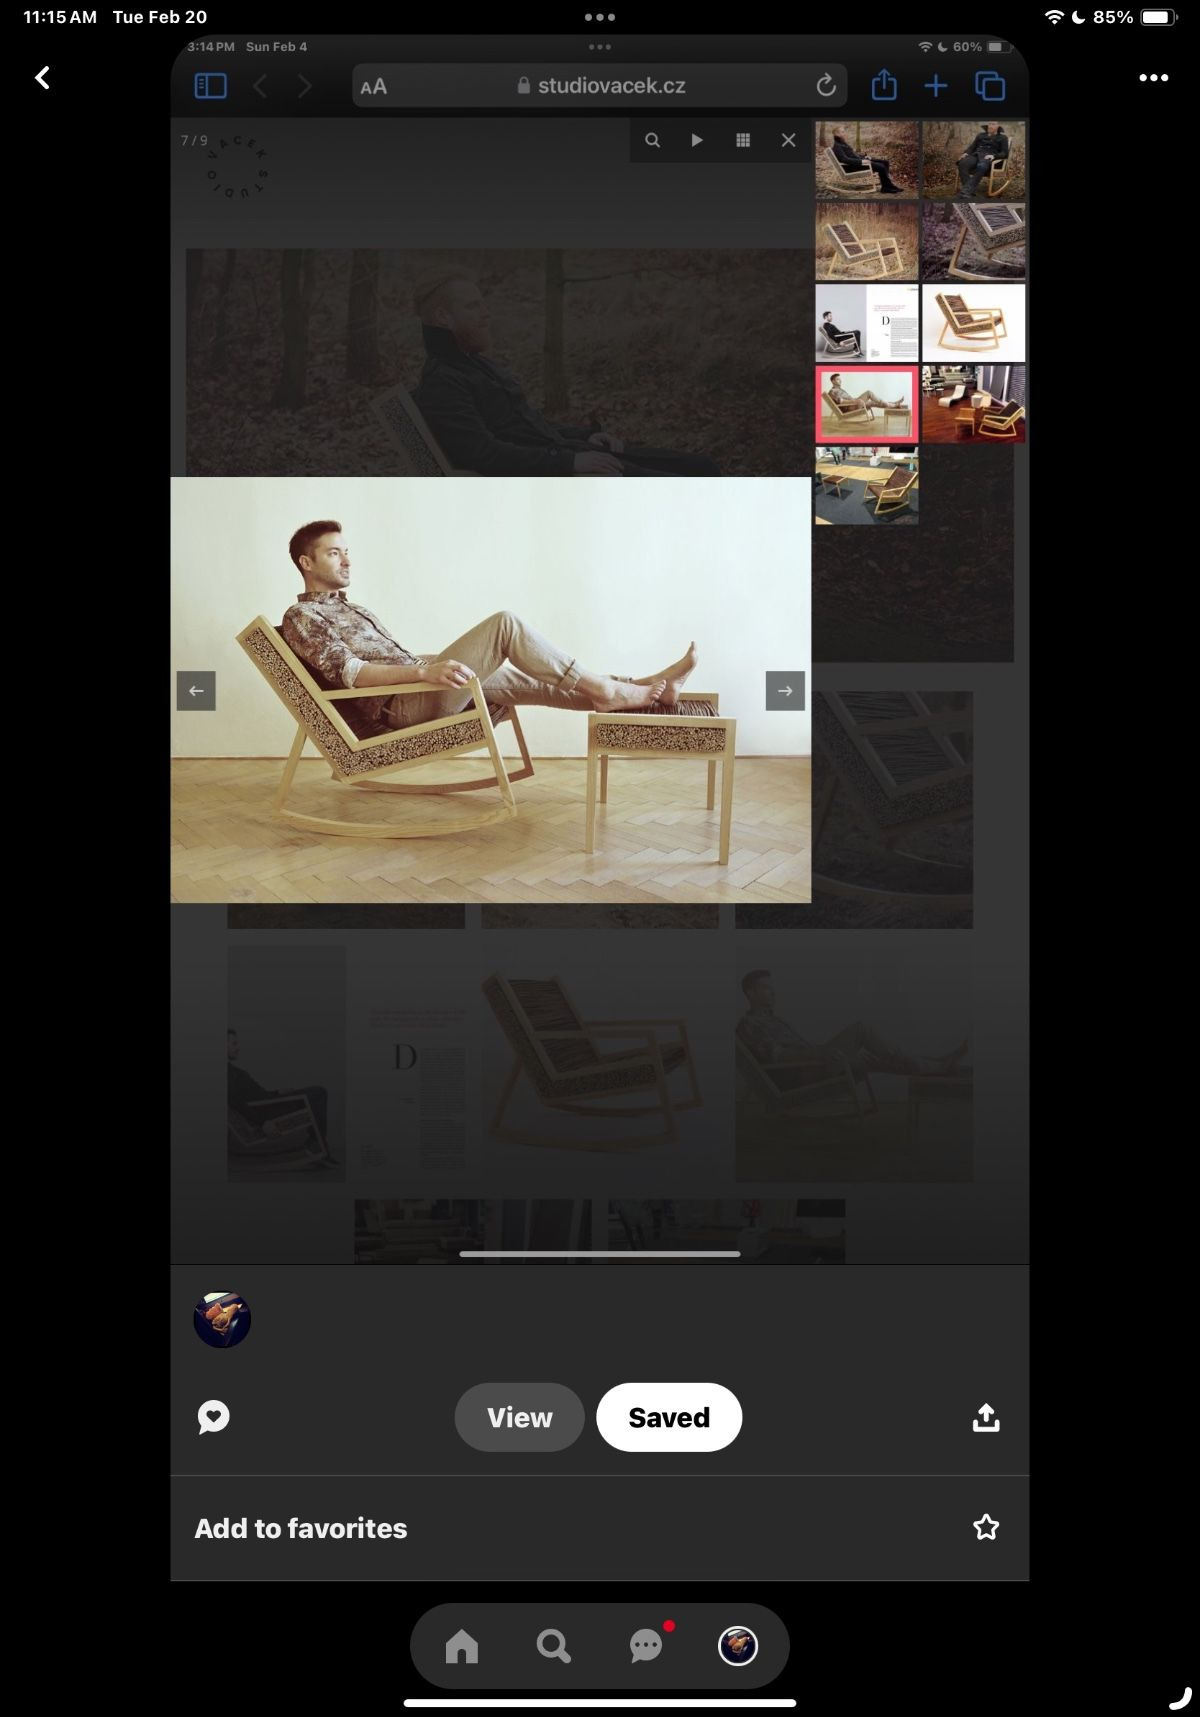 11:15 AM Tue Feb 20
85%
3:14 PM Sun Feb 4
60%
AA
studiovacek.cz
7 / 9
VACEK STUDIO
D
D
View
Saved
Add to favorites